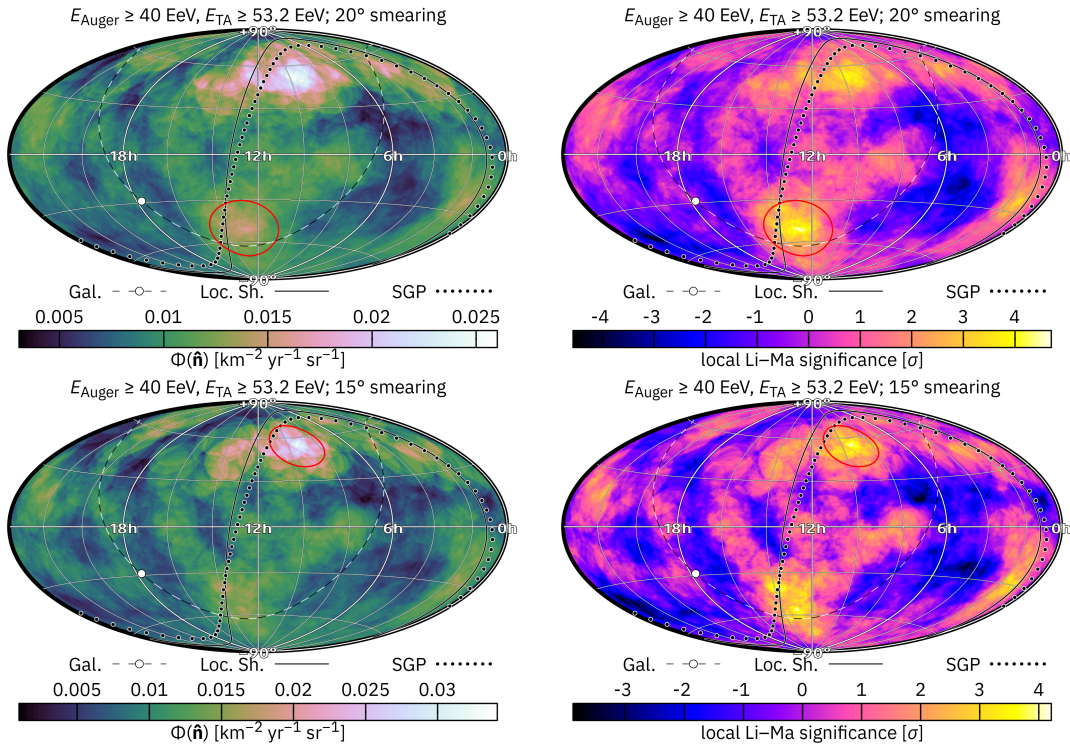 E_Auger ≥ 40 EeV, E_TA ≥ 53.2 EeV; 20° smearing
+90°
18h 12h 6h 0h
−90°
Gal. Loc. Sh. SGP
0.005 0.01 0.015 0.02 0.025
Φ(n̂) [km⁻² yr⁻¹ sr⁻¹]
E_Auger ≥ 40 EeV, E_TA ≥ 53.2 EeV; 20° smearing
+90°
18h 12h 6h 0h
−90°
Gal. Loc. Sh. SGP
-4 -3 -2 -1 0 1 2 3 4
local Li–Ma significance [σ]
E_Auger ≥ 40 EeV, E_TA ≥ 53.2 EeV; 15° smearing
+90°
18h 12h 6h 0h
−90°
Gal. Loc. Sh. SGP
0.005 0.01 0.015 0.02 0.025 0.03
Φ(n̂) [km⁻² yr⁻¹ sr⁻¹]
E_Auger ≥ 40 EeV, E_TA ≥ 53.2 EeV; 15° smearing
+90°
18h 12h 6h 0h
−90°
Gal. Loc. Sh. SGP
-3 -2 -1 0 1 2 3 4
local Li–Ma significance [σ]